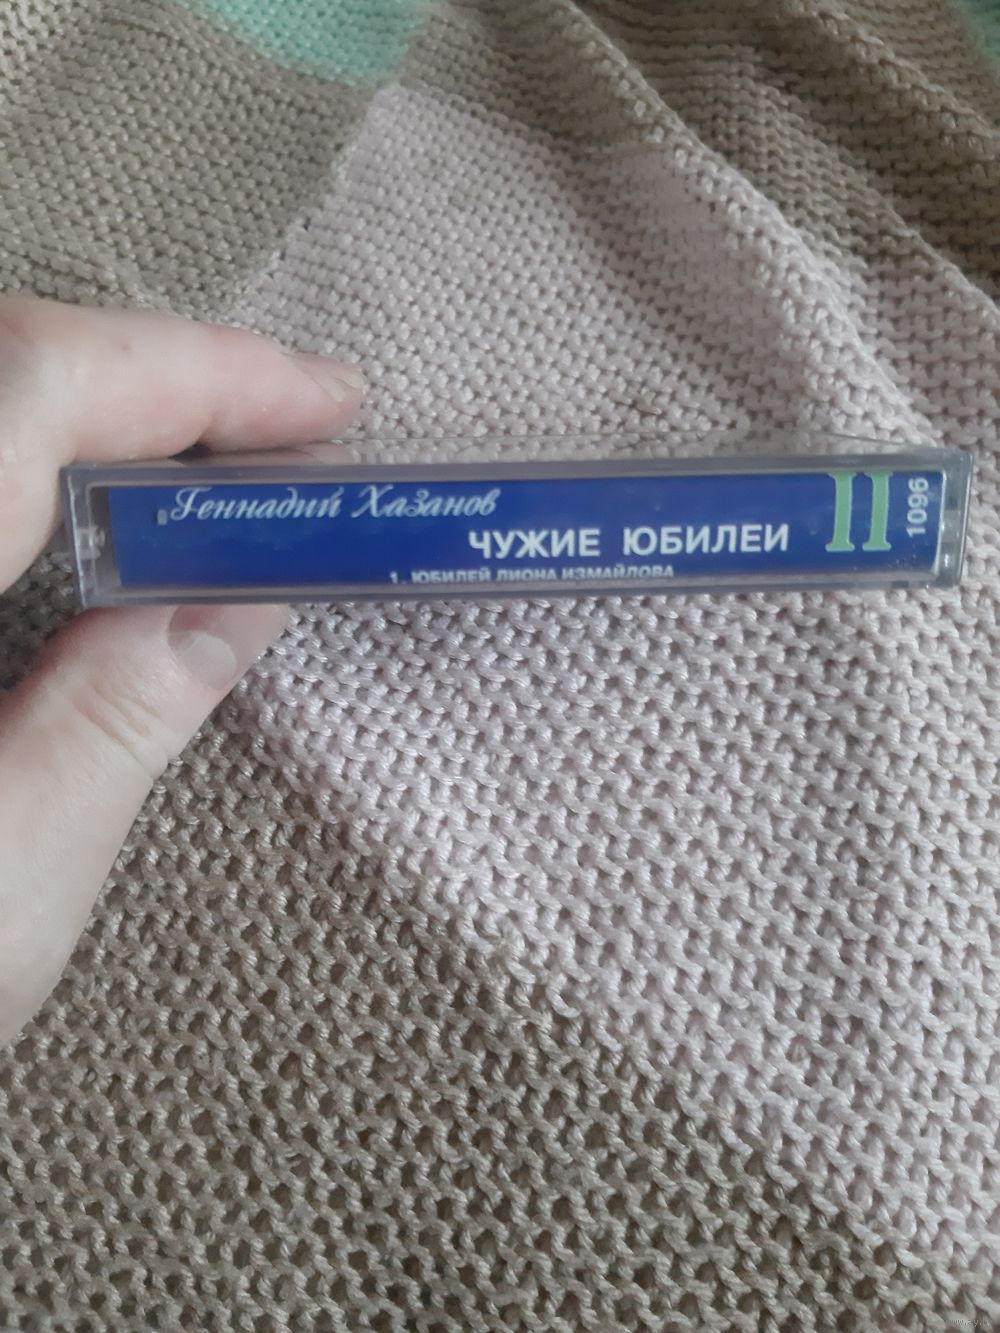 Геннадий Хазанов
ЧУЖИЕ ЮБИЛЕИ
II
1096
1. ЮБИЛЕЙ ЛИОНА ИЗМАЙЛОВА